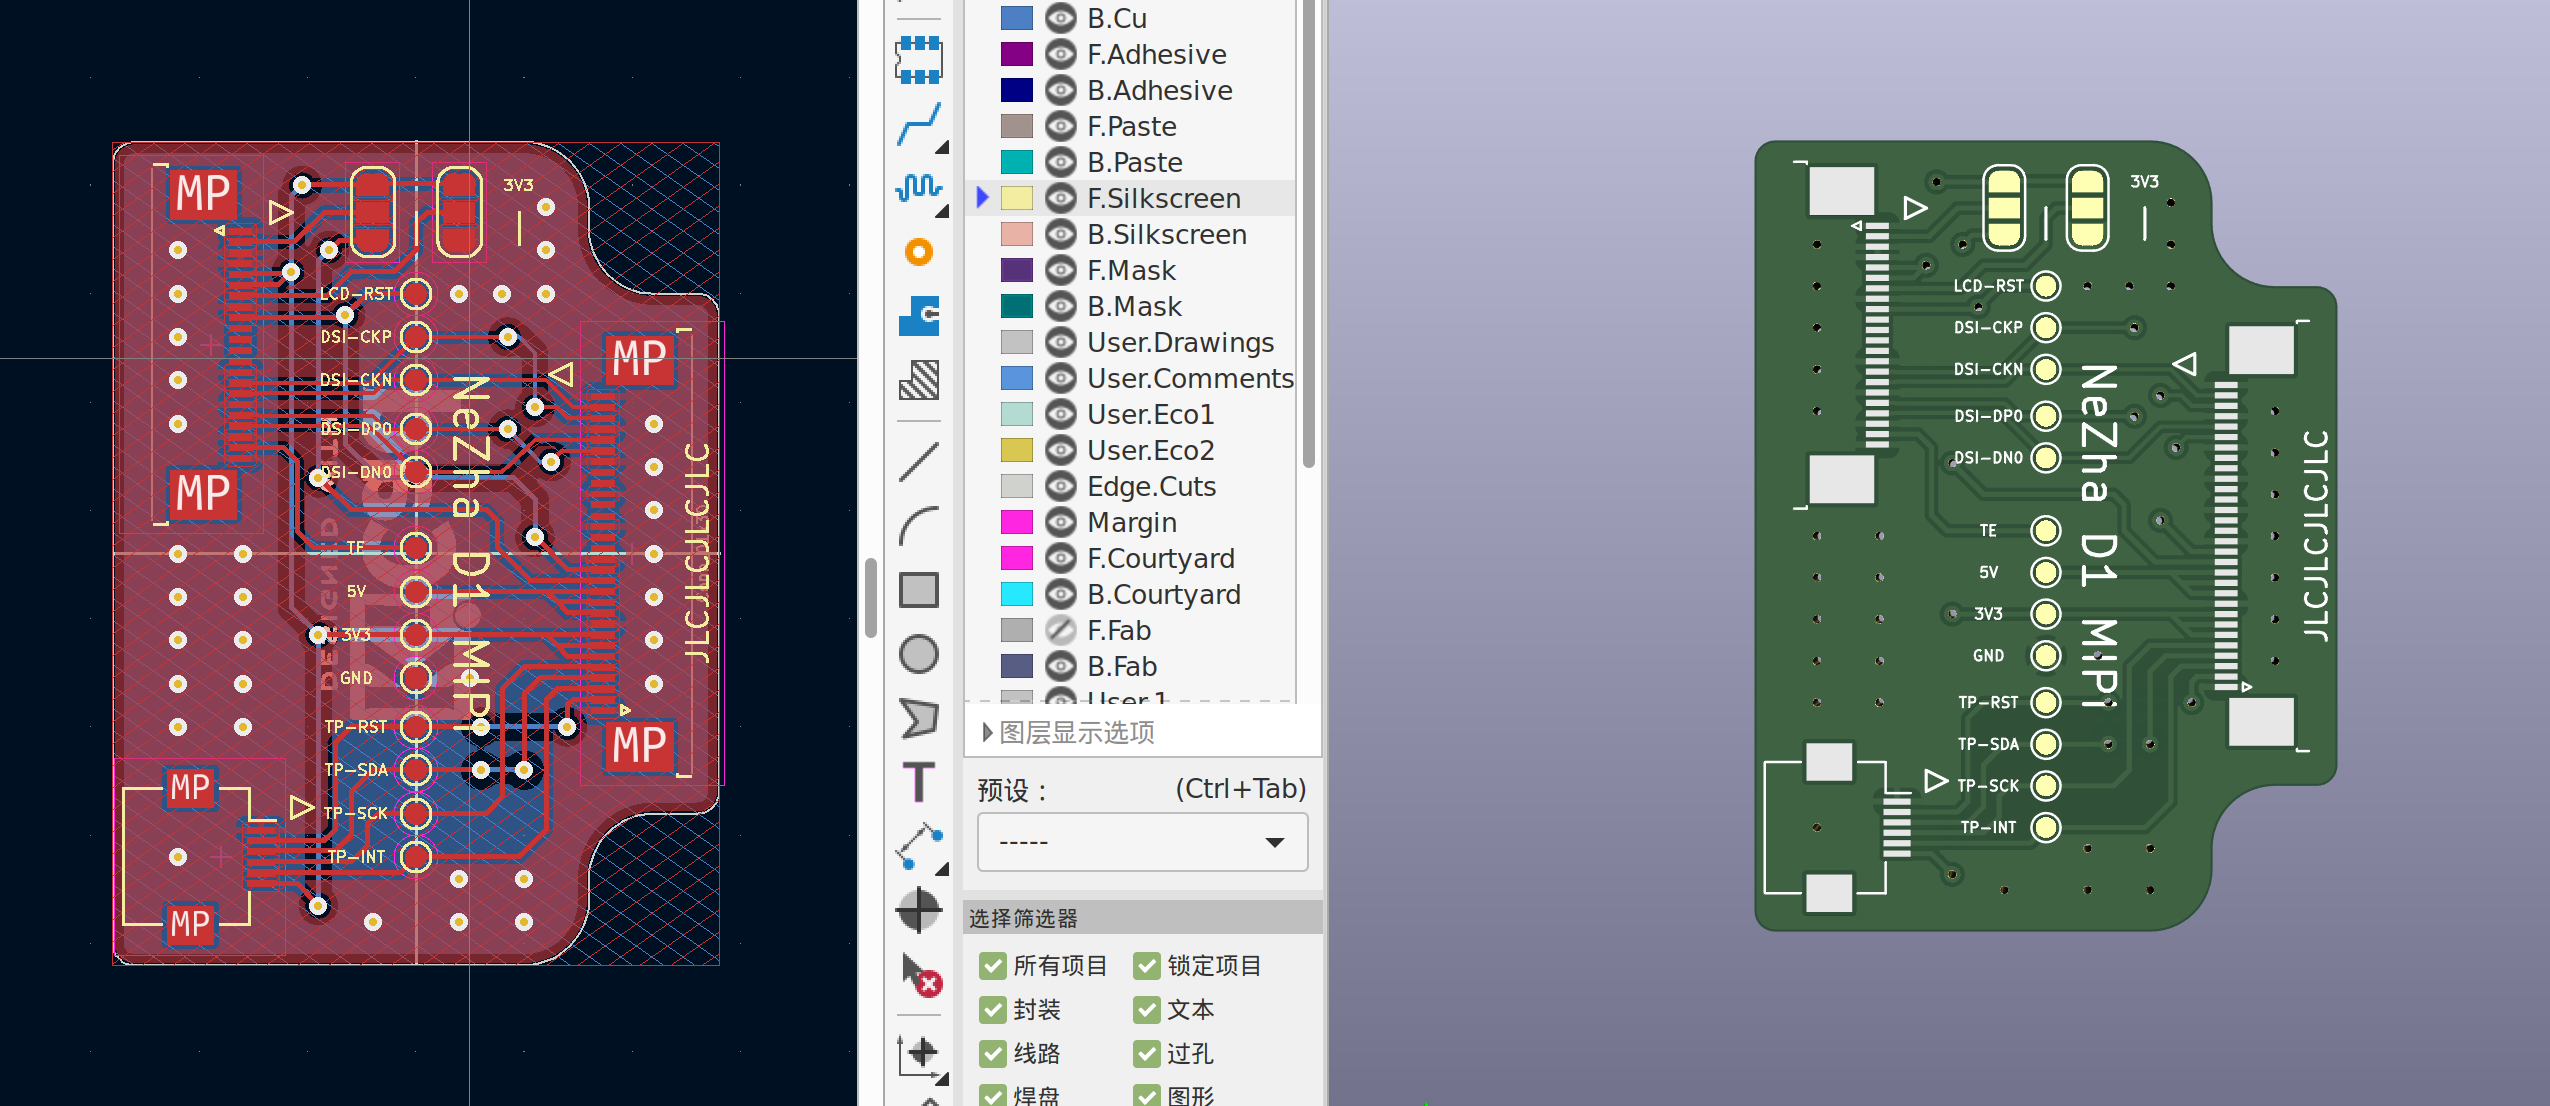 MP
3V3
LCD-RST
DSI-CKP
MP
DSI-CKN
DSI-DP0
DSI-DN0
MP
NeZha D1 MIPI
JLCJLCJLCJLC
TE
5V
3V3
GND
TP-RST
MP
TP-SDA
MP
TP-SCK
TP-INT
MP
B.Cu
F.Adhesive
B.Adhesive
F.Paste
B.Paste
F.Silkscreen
B.Silkscreen
F.Mask
B.Mask
User.Drawings
User.Comments
User.Eco1
User.Eco2
Edge.Cuts
Margin
F.Courtyard
B.Courtyard
F.Fab
B.Fab
User.1
图层显示选项
预设： (Ctrl+Tab)
-----
选择筛选器
所有项目 锁定项目
封装 文本
线路 过孔
焊盘 图形
3V3
LCD-RST
DSI-CKP
DSI-CKN
DSI-DP0
DSI-DN0
NeZha D1 MIPI
JLCJLCJLCJLC
TE
5V
3V3
GND
TP-RST
TP-SDA
TP-SCK
TP-INT